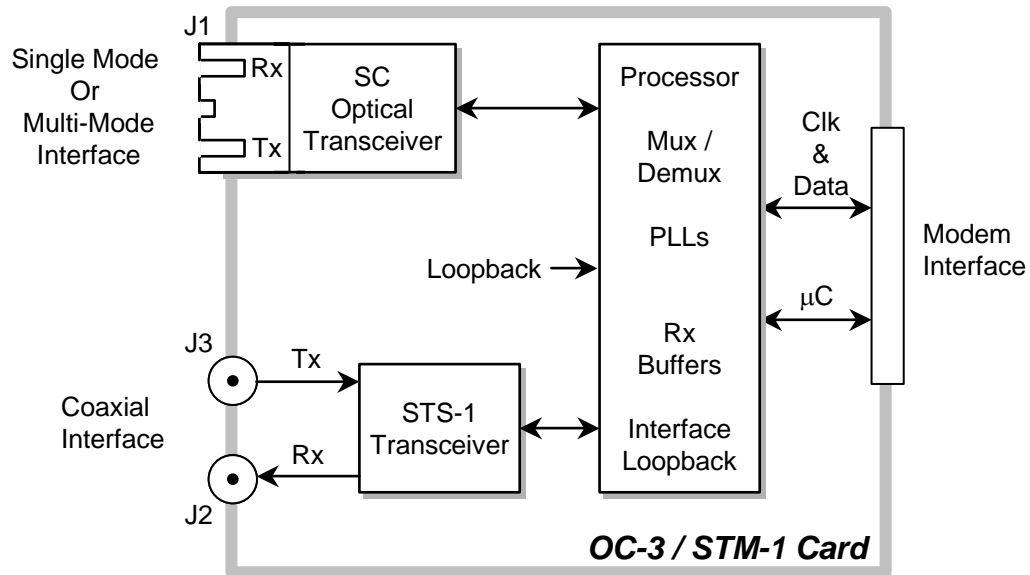 J1
Single Mode
Or
Multi-Mode
Interface
Rx
Tx
SC
Optical
Transceiver
Processor
Mux /
Demux
PLLs
Rx
Buffers
Interface
Loopback
Clk
&
Data
μC
Modem
Interface
Loopback
J3
Tx
Coaxial
Interface
Rx
J2
STS-1
Transceiver
OC-3 / STM-1 Card